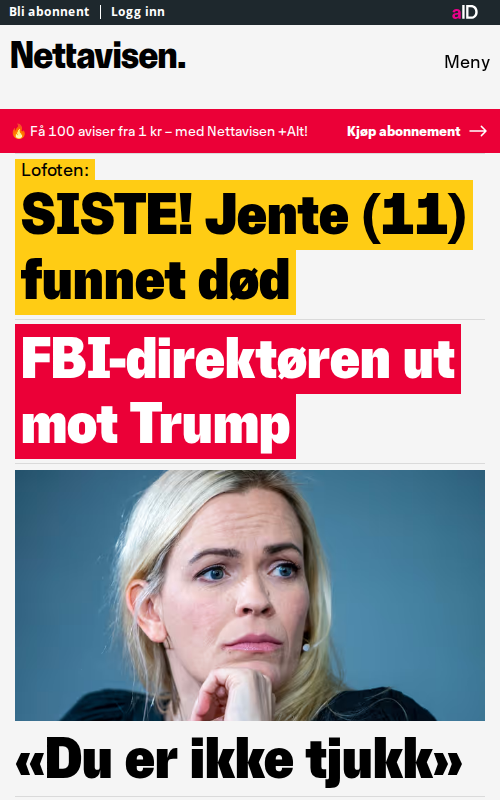 Bli abonnent | Logg inn
aID
Nettavisen.
Meny
🔥 Få 100 aviser fra 1 kr – med Nettavisen +Alt!
Kjøp abonnement →
Lofoten:
SISTE! Jente (11)
funnet død
FBI-direktøren ut
mot Trump
«Du er ikke tjukk»